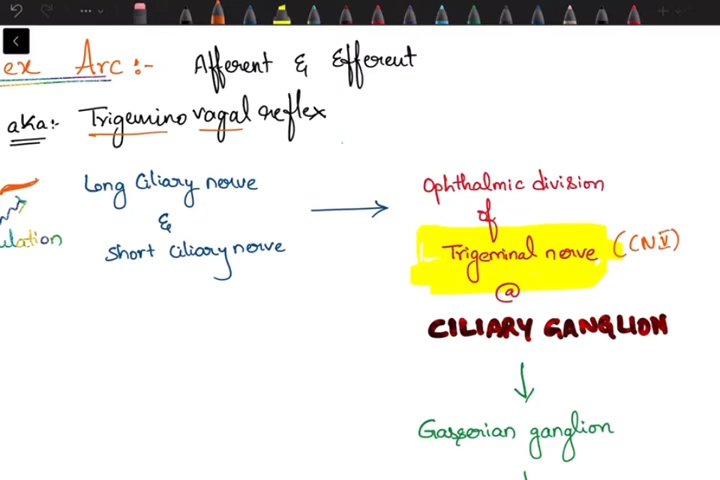 ex Arc:- Afferent & Efferent
aka:- Trigemino vagal reflex
Long Ciliary nerve
&
Short Ciliary nerve
ulation
Ophthalmic division
of
Trigeminal nerve (CN V)
@
CILIARY GANGLION
Gasserian ganglion